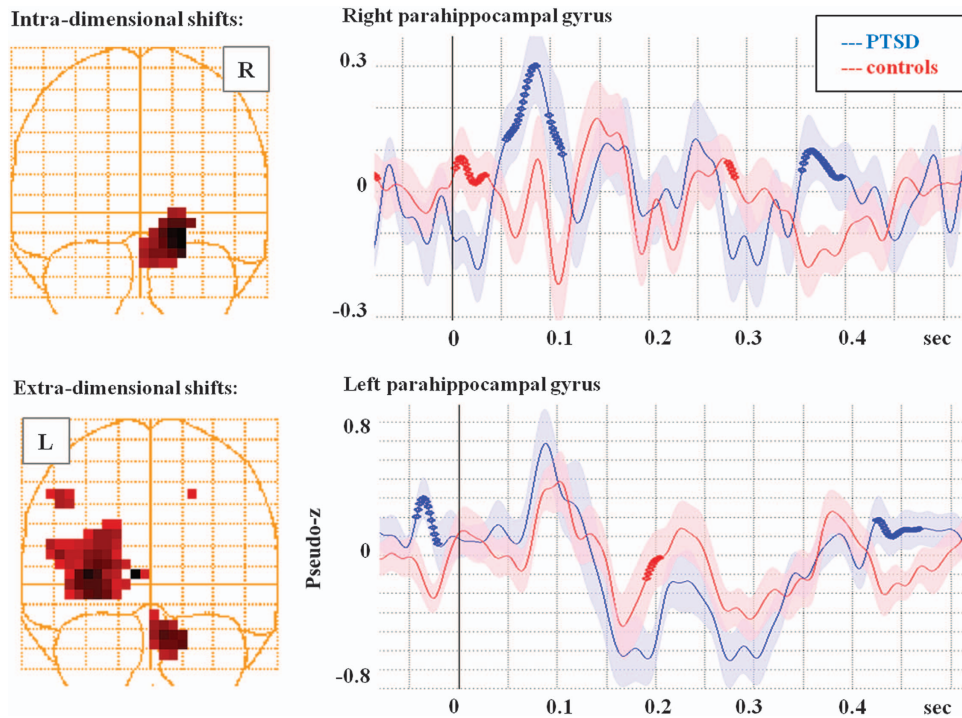 Intra-dimensional shifts:
R
Right parahippocampal gyrus
PTSD
controls
0.3
0
-0.3
0 0.1 0.2 0.3 0.4 sec
Extra-dimensional shifts:
L
Left parahippocampal gyrus
Pseudo-z
0.8
0
-0.8
0 0.1 0.2 0.3 0.4 sec